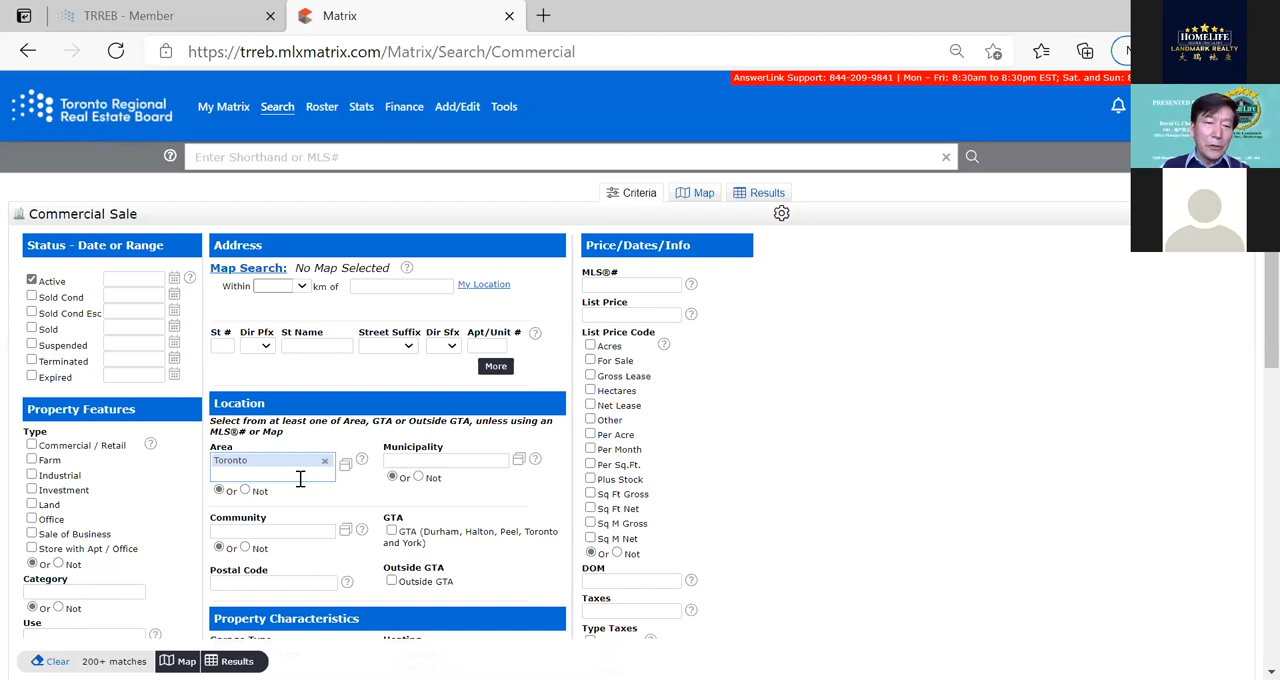 TRREB - Member
Matrix
https://trreb.mlxmatrix.com/Matrix/Search/Commercial
AnswerLink Support: 844-209-9841 | Mon – Fri: 8:30am to 8:30pm EST; Sat. and Sun: 8
Toronto Regional
Real Estate Board
My Matrix Search Roster Stats Finance Add/Edit Tools
Enter Shorthand or MLS#
Criteria Map Results
Commercial Sale
HOMELIFE
LANDMARK REALTY
大鹏地产
PRESENTED
Status - Date or Range
Active
Sold Cond
Sold Cond Esc
Sold
Suspended
Terminated
Expired
Property Features
Type
Commercial / Retail
Farm
Industrial
Investment
Land
Office
Sale of Business
Store with Apt / Office
Or Not
Category
Or Not
Use
Address
Map Search: No Map Selected
Within km of My Location
St # Dir Pfx St Name Street Suffix Dir Sfx Apt/Unit #
More
Location
Select from at least one of Area, GTA or Outside GTA, unless using an
MLS®# or Map
Area Municipality
Toronto
Or Not Or Not
Community GTA
GTA (Durham, Halton, Peel, Toronto
and York)
Or Not
Postal Code Outside GTA
Outside GTA
Property Characteristics
Price/Dates/Info
MLS®#
List Price
List Price Code
Acres
For Sale
Gross Lease
Hectares
Net Lease
Other
Per Acre
Per Month
Per Sq.Ft.
Plus Stock
Sq Ft Gross
Sq Ft Net
Sq M Gross
Sq M Net
Or Not
DOM
Taxes
Type Taxes
Clear 200+ matches Map Results